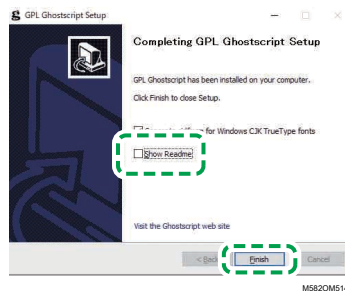 GPL Ghostscript Setup
Completing GPL Ghostscript Setup
GPL Ghostscript has been installed on your computer.
Click Finish to close Setup.
for Windows CJK TrueType fonts
Show Readme
Visit the Ghostscript web site
< Back
Finish
Cancel
M582OM514